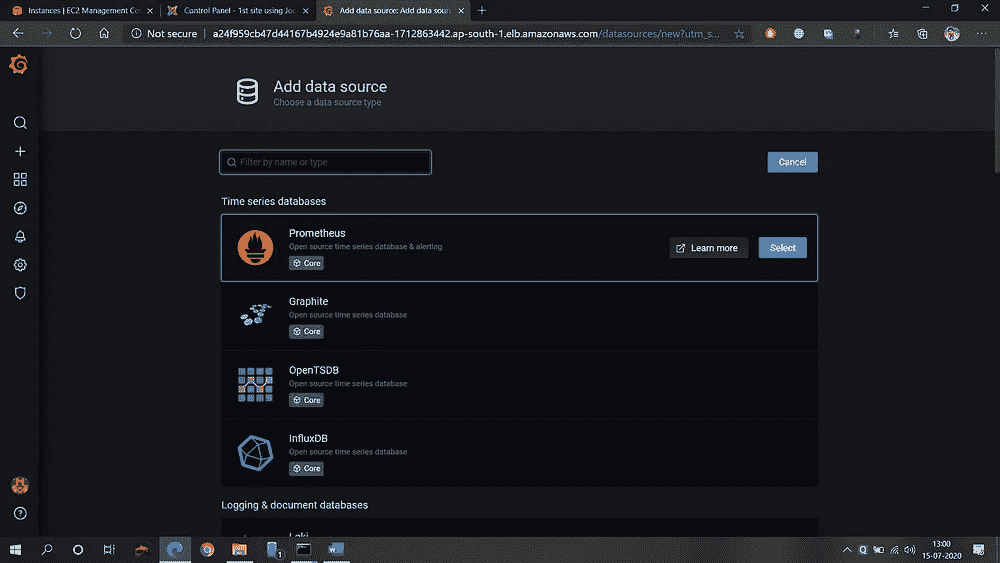 Instances | EC2 Management Co
Control Panel - 1st site using Joo
Add data source: Add data sour
Not secure
a24f959cb47d44167b4924e9a81b76aa-1712863442.ap-south-1.elb.amazonaws.com/datasources/new?utm_s...
Add data source
Choose a data source type
Filter by name or type
Cancel
Time series databases
Prometheus
Open source time series database & alerting
Core
Learn more
Select
Graphite
Open source time series database
Core
OpenTSDB
Open source time series database
Core
InfluxDB
Open source time series database
Core
Logging & document databases
Loki
13:00
15-07-2020